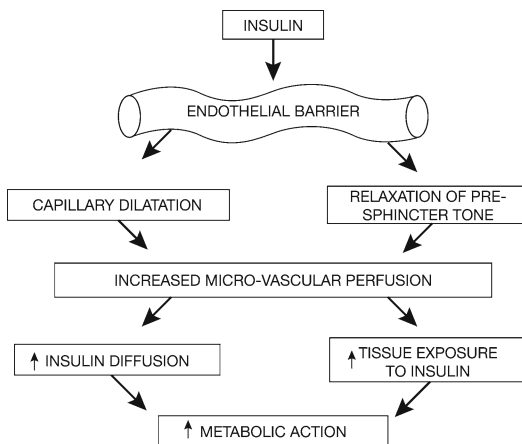 INSULIN
ENDOTHELIAL BARRIER
CAPILLARY DILATATION
RELAXATION OF PRE-
SPHINCTER TONE
INCREASED MICRO-VASCULAR PERFUSION
↑ INSULIN DIFFUSION
↑ TISSUE EXPOSURE
TO INSULIN
↑ METABOLIC ACTION